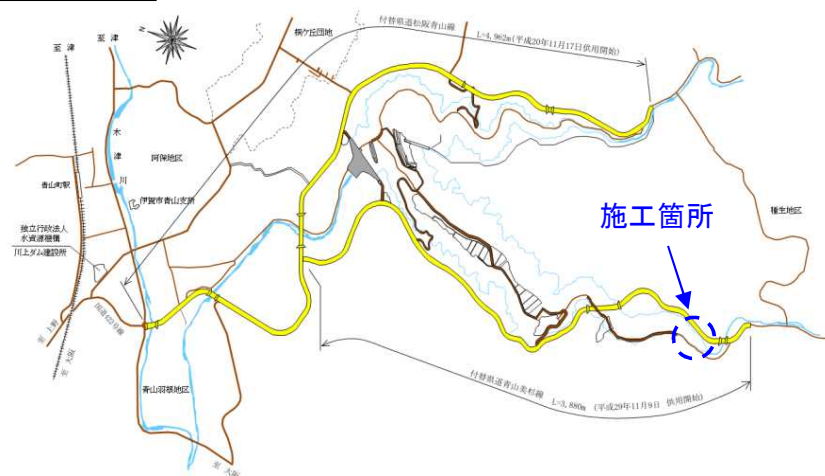 付替県道松阪青山線
L=4,962m(平成20年11月17日供用開始)
桐ケ丘団地
至 津
至 津
木津川
阿保地区
青山町駅
伊賀市青山支所
独立行政法人
水資源機構
川上ダム建設所
種生地区
施工箇所
国道422号線
至 上野
至 大阪
青山羽根地区
至 大阪
付替県道青山美杉線
L=3,880m (平成29年11月9日 供用開始)